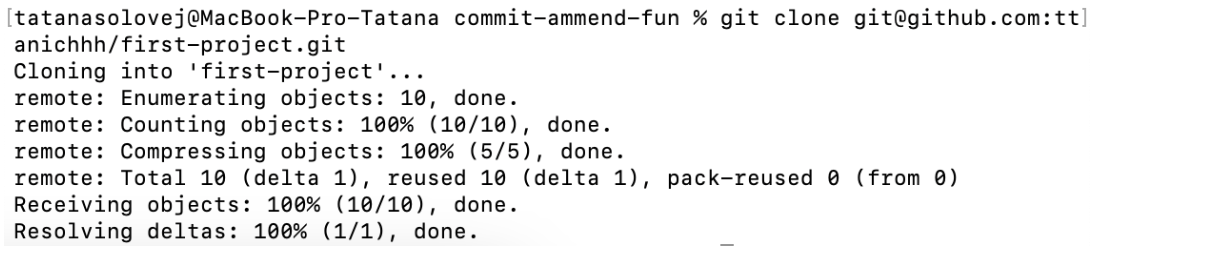 [tatanasolovej@MacBook-Pro-Tatana commit-ammend-fun % git clone git@github.com:tt]
anichhh/first-project.git
Cloning into 'first-project'...
remote: Enumerating objects: 10, done.
remote: Counting objects: 100% (10/10), done.
remote: Compressing objects: 100% (5/5), done.
remote: Total 10 (delta 1), reused 10 (delta 1), pack-reused 0 (from 0)
Receiving objects: 100% (10/10), done.
Resolving deltas: 100% (1/1), done.